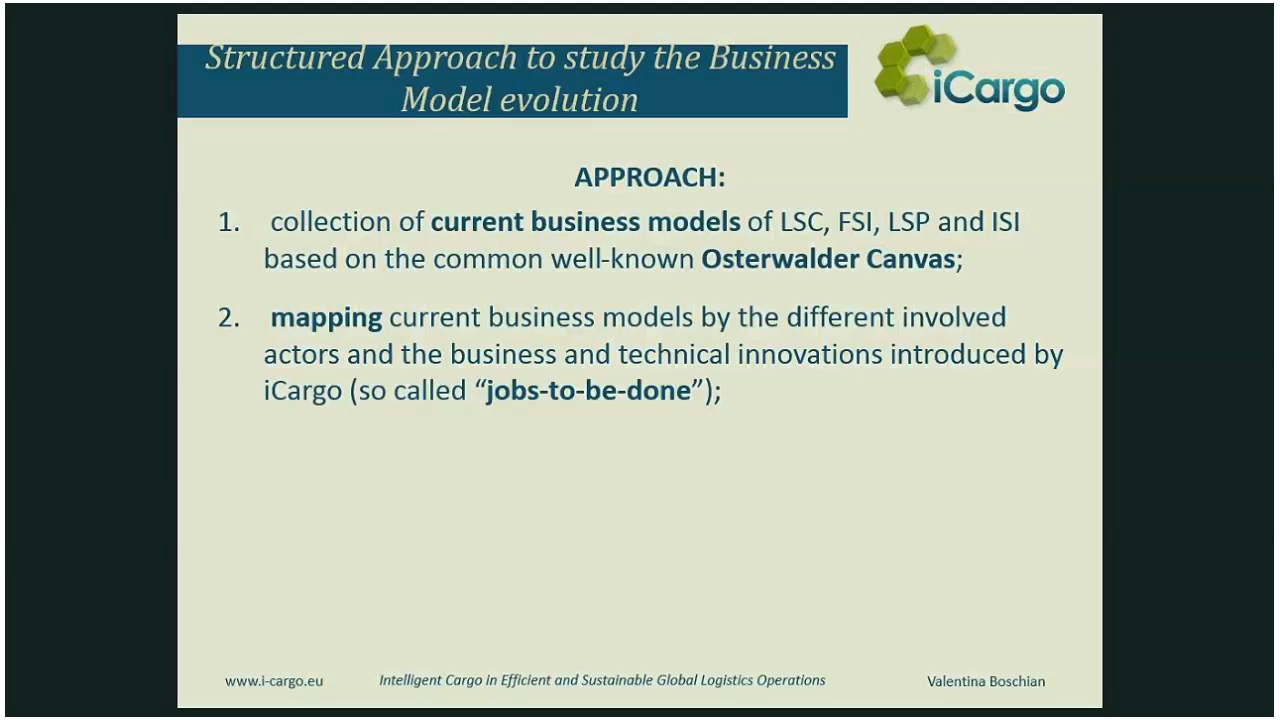 Structured Approach to study the Business
Model evolution
iCargo
APPROACH:
1. collection of current business models of LSC, FSI, LSP and ISI
based on the common well-known Osterwalder Canvas;
2. mapping current business models by the different involved
actors and the business and technical innovations introduced by
iCargo (so called “jobs-to-be-done”);
www.i-cargo.eu Intelligent Cargo in Efficient and Sustainable Global Logistics Operations Valentina Boschian